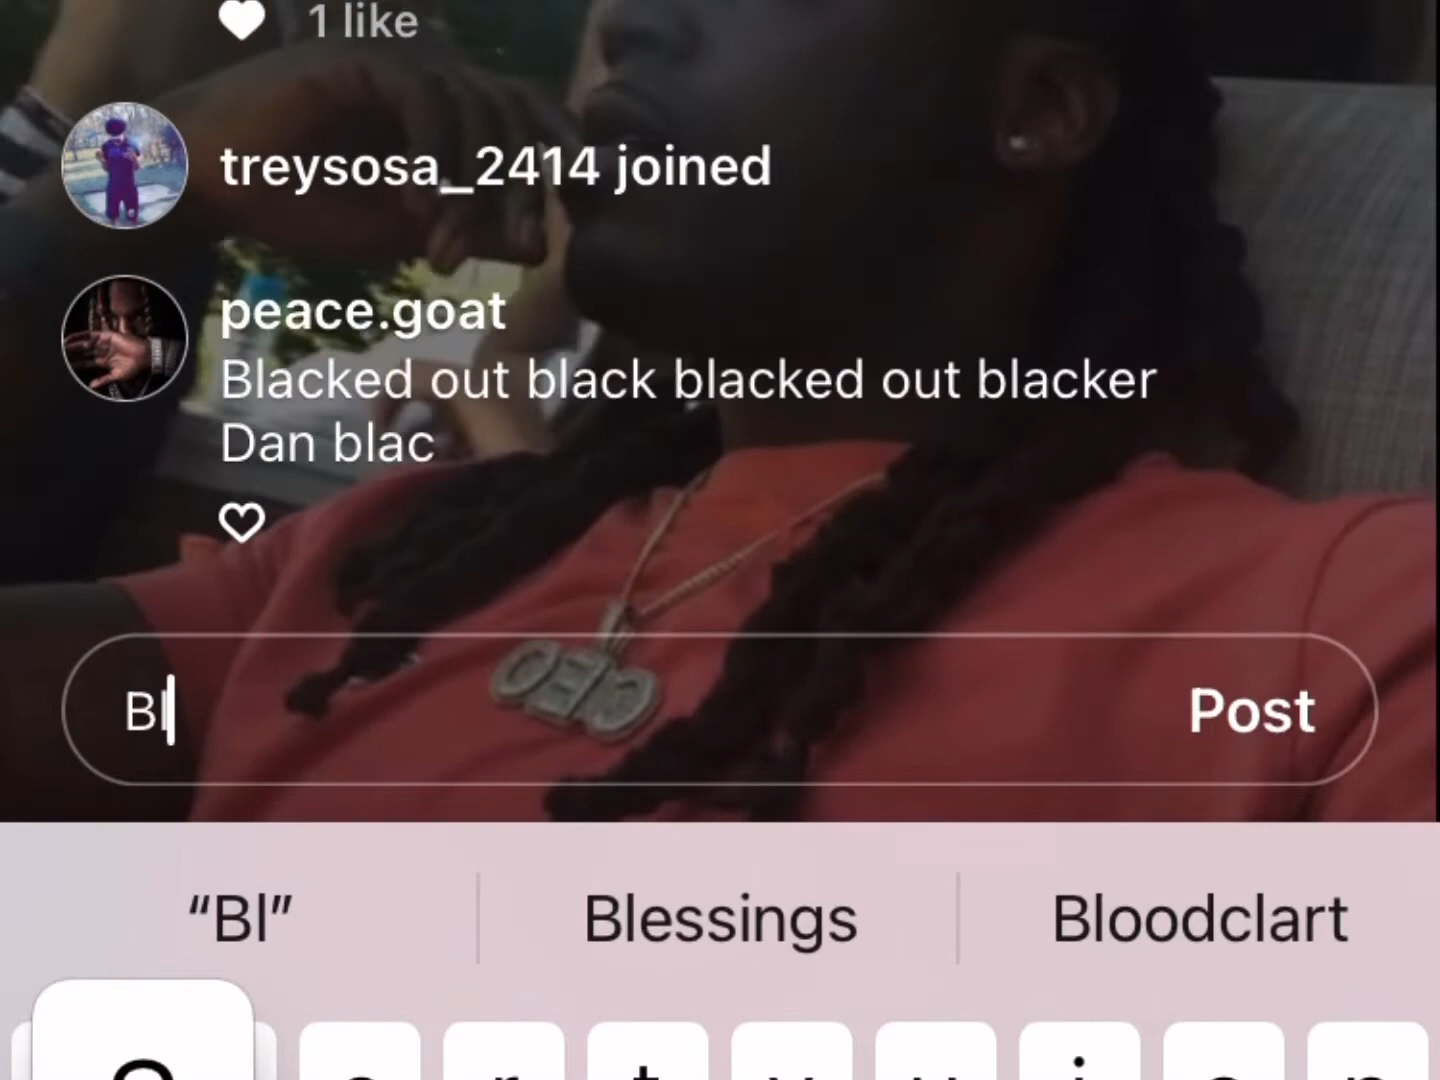 1 like
treysosa_2414 joined
peace.goat
Blacked out black blacked out blacker
Dan blac
CEO
Bl
Post
“Bl”
Blessings
Bloodclart